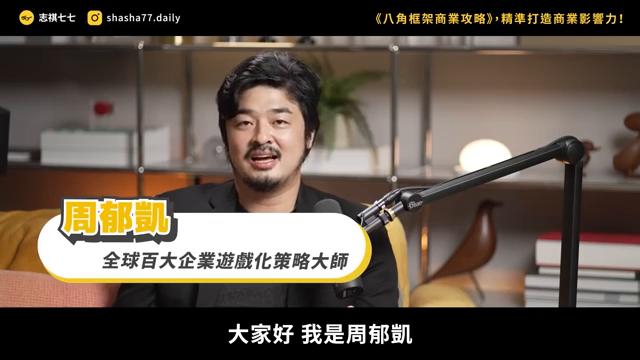 志祺七七
shasha77.daily
《八角框架商業攻略》，精準打造商業影響力！
周郁凱
全球百大企業遊戲化策略大師
大家好 我是周郁凱